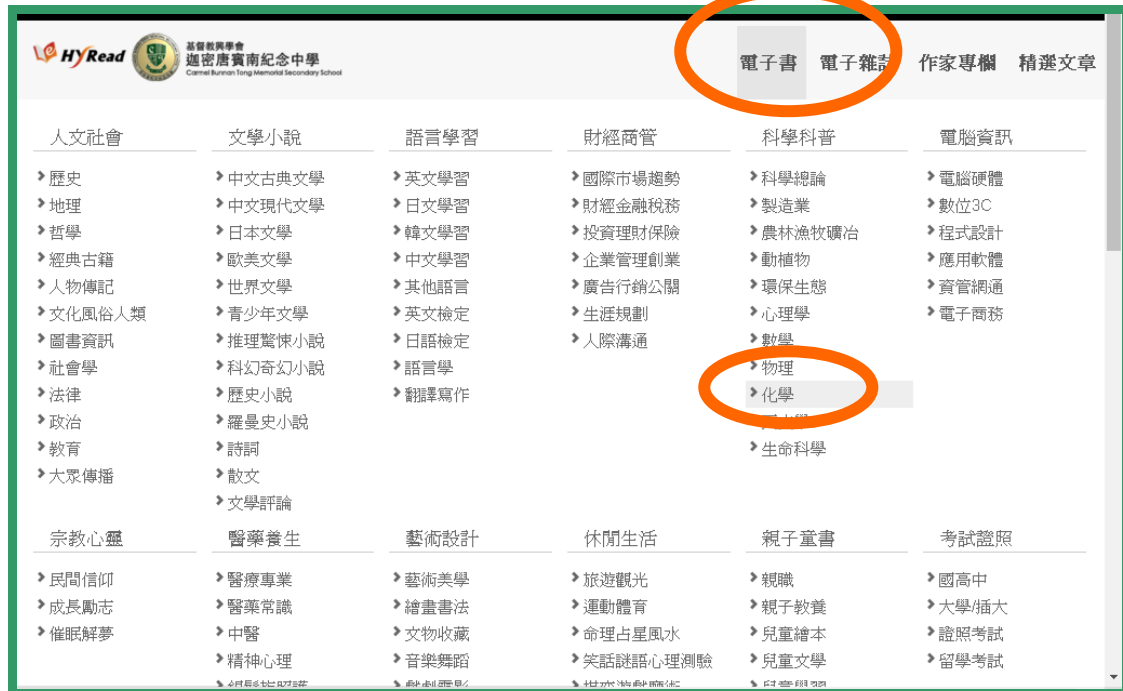 HyRead
基督教興學會
迦密唐賓南紀念中學
Carmel Bunnan Tong Memorial Secondary School
電子書 電子雜誌 作家專欄 精選文章
人文社會 文學小說 語言學習 財經商管 科學科普 電腦資訊
歷史 中文古典文學 英文學習 國際市場趨勢 科學總論 電腦硬體
地理 中文現代文學 日文學習 財經金融稅務 製造業 數位3C
哲學 日本文學 韓文學習 投資理財保險 農林漁牧礦冶 程式設計
經典古籍 歐美文學 中文學習 企業管理創業 動植物 應用軟體
人物傳記 世界文學 其他語言 廣告行銷公關 環保生態 資管網通
文化風俗人類 青少年文學 英文檢定 生涯規劃 心理學 電子商務
圖書資訊 推理驚悚小說 日語檢定 人際溝通 數學
社會學 科幻奇幻小說 語言學 物理
法律 歷史小說 翻譯寫作 化學
政治 羅曼史小說
教育 詩詞 生命科學
大眾傳播 散文
文學評論
宗教心靈 醫藥養生 藝術設計 休閒生活 親子童書 考試證照
民間信仰 醫療專業 藝術美學 旅遊觀光 親職 國高中
成長勵志 醫藥常識 繪畫書法 運動體育 親子教養 大學/插大
催眠解夢 中醫 文物收藏 命理占星風水 兒童繪本 證照考試
精神心理 音樂舞蹈 笑話謎語心理測驗 兒童文學 留學考試